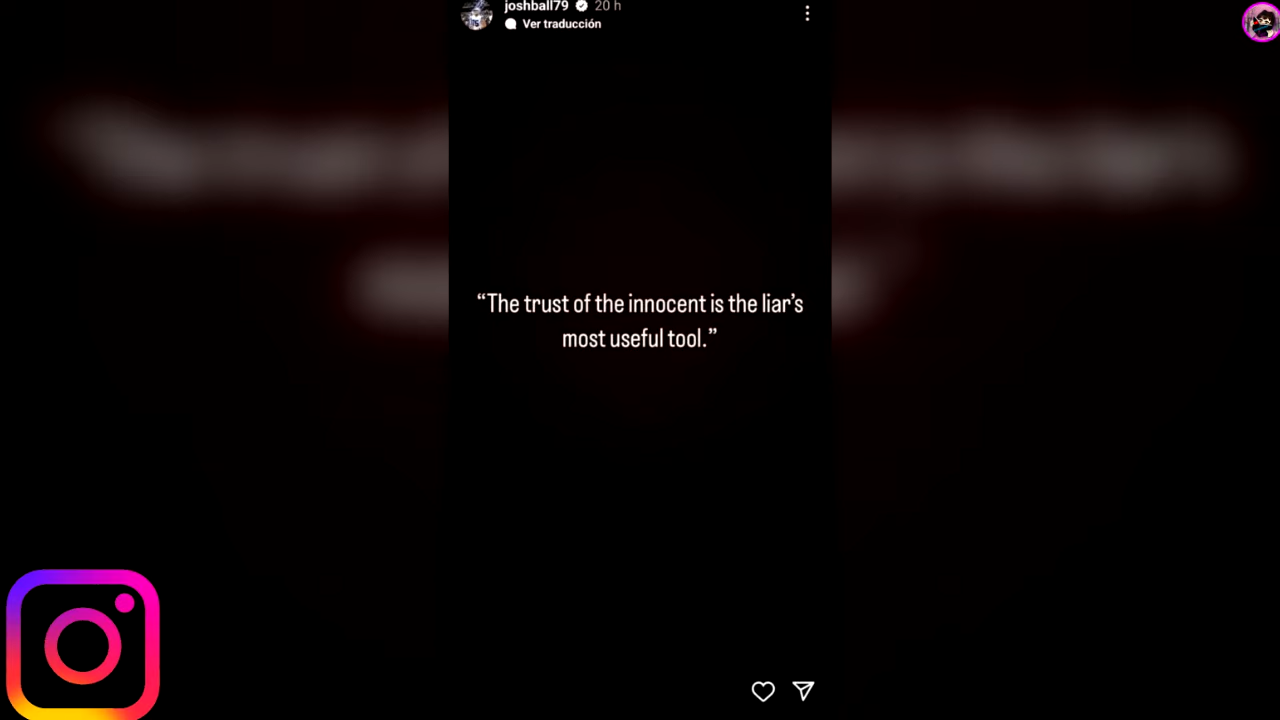 joshball79 20 h
Ver traducción
“The trust of the innocent is the liar’s
most useful tool.”